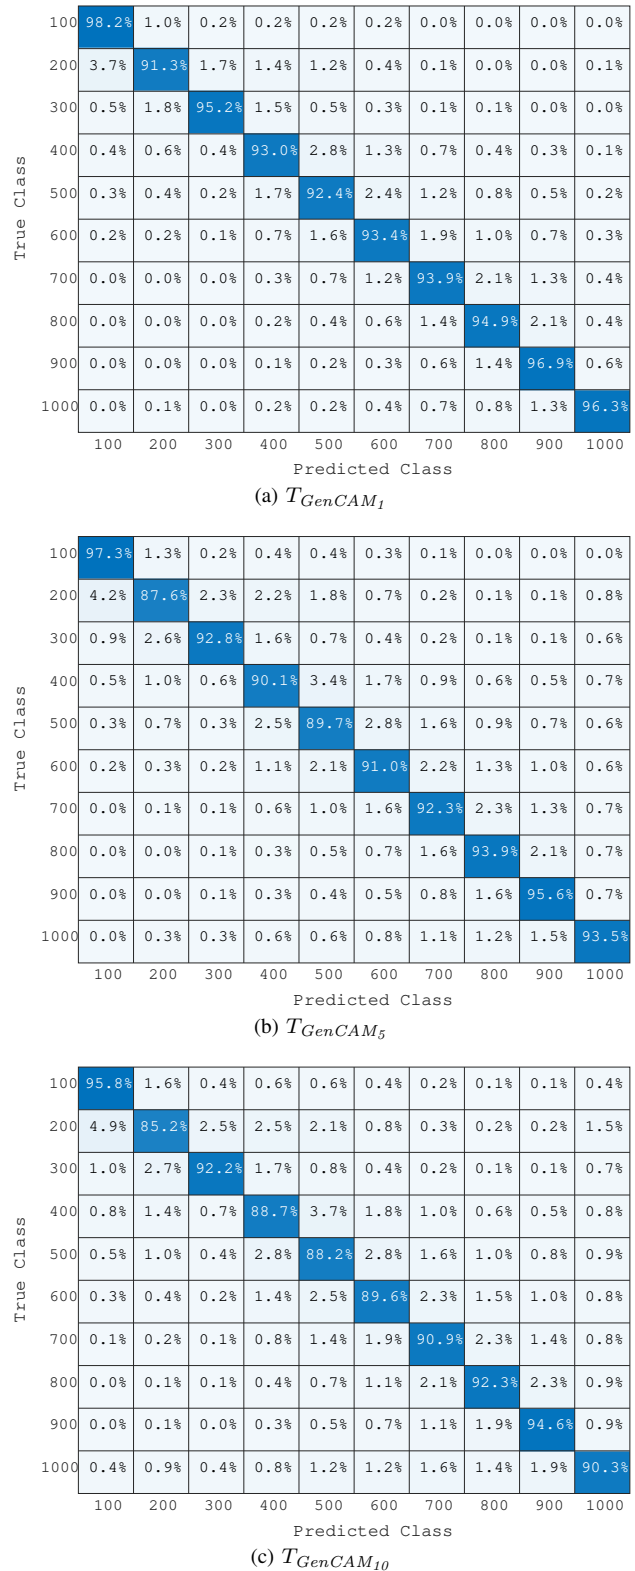 100 98.2% 1.0% 0.2% 0.2% 0.2% 0.2% 0.0% 0.0% 0.0% 0.0%
200 3.7% 91.3% 1.7% 1.4% 1.2% 0.4% 0.1% 0.0% 0.0% 0.1%
300 0.5% 1.8% 95.2% 1.5% 0.5% 0.3% 0.1% 0.1% 0.0% 0.0%
400 0.4% 0.6% 0.4% 93.0% 2.8% 1.3% 0.7% 0.4% 0.3% 0.1%
500 0.3% 0.4% 0.2% 1.7% 92.4% 2.4% 1.2% 0.8% 0.5% 0.2%
600 0.2% 0.2% 0.1% 0.7% 1.6% 93.4% 1.9% 1.0% 0.7% 0.3%
700 0.0% 0.0% 0.0% 0.3% 0.7% 1.2% 93.9% 2.1% 1.3% 0.4%
800 0.0% 0.0% 0.0% 0.2% 0.4% 0.6% 1.4% 94.9% 2.1% 0.4%
900 0.0% 0.0% 0.0% 0.1% 0.2% 0.3% 0.6% 1.4% 96.9% 0.6%
1000 0.0% 0.1% 0.0% 0.2% 0.2% 0.4% 0.7% 0.8% 1.3% 96.3%
100 200 300 400 500 600 700 800 900 1000
True Class
Predicted Class
(a) T_{GenCAM_1}
100 97.3% 1.3% 0.2% 0.4% 0.4% 0.3% 0.1% 0.0% 0.0% 0.0%
200 4.2% 87.6% 2.3% 2.2% 1.8% 0.7% 0.2% 0.1% 0.1% 0.8%
300 0.9% 2.6% 92.8% 1.6% 0.7% 0.4% 0.2% 0.1% 0.1% 0.6%
400 0.5% 1.0% 0.6% 90.1% 3.4% 1.7% 0.9% 0.6% 0.5% 0.7%
500 0.3% 0.7% 0.3% 2.5% 89.7% 2.8% 1.6% 0.9% 0.7% 0.6%
600 0.2% 0.3% 0.2% 1.1% 2.1% 91.0% 2.2% 1.3% 1.0% 0.6%
700 0.0% 0.1% 0.1% 0.6% 1.0% 1.6% 92.3% 2.3% 1.3% 0.7%
800 0.0% 0.0% 0.1% 0.3% 0.5% 0.7% 1.6% 93.9% 2.1% 0.7%
900 0.0% 0.0% 0.1% 0.3% 0.4% 0.5% 0.8% 1.6% 95.6% 0.7%
1000 0.0% 0.3% 0.3% 0.6% 0.6% 0.8% 1.1% 1.2% 1.5% 93.5%
100 200 300 400 500 600 700 800 900 1000
True Class
Predicted Class
(b) T_{GenCAM_5}
100 95.8% 1.6% 0.4% 0.6% 0.6% 0.4% 0.2% 0.1% 0.1% 0.4%
200 4.9% 85.2% 2.5% 2.5% 2.1% 0.8% 0.3% 0.2% 0.2% 1.5%
300 1.0% 2.7% 92.2% 1.7% 0.8% 0.4% 0.2% 0.1% 0.1% 0.7%
400 0.8% 1.4% 0.7% 88.7% 3.7% 1.8% 1.0% 0.6% 0.5% 0.8%
500 0.5% 1.0% 0.4% 2.8% 88.2% 2.8% 1.6% 1.0% 0.8% 0.9%
600 0.3% 0.4% 0.2% 1.4% 2.5% 89.6% 2.3% 1.5% 1.0% 0.8%
700 0.1% 0.2% 0.1% 0.8% 1.4% 1.9% 90.9% 2.3% 1.4% 0.8%
800 0.0% 0.1% 0.1% 0.4% 0.7% 1.1% 2.1% 92.3% 2.3% 0.9%
900 0.0% 0.1% 0.0% 0.3% 0.5% 0.7% 1.1% 1.9% 94.6% 0.9%
1000 0.4% 0.9% 0.4% 0.8% 1.2% 1.2% 1.6% 1.4% 1.9% 90.3%
100 200 300 400 500 600 700 800 900 1000
True Class
Predicted Class
(c) T_{GenCAM_{10}}